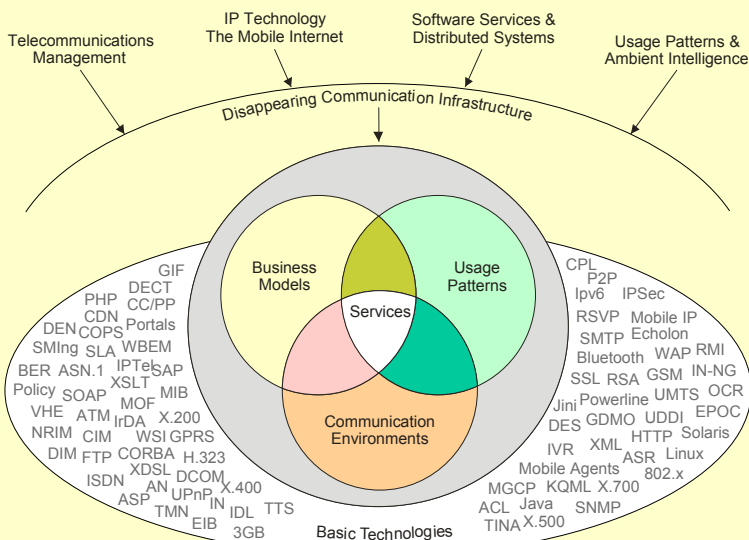 Telecommunications
Management
IP Technology
The Mobile Internet
Software Services &
Distributed Systems
Usage Patterns &
Ambient Intelligence
Disappearing Communication Infrastructure
Business
Models
Usage
Patterns
Services
Communication
Environments
GIF
DECT
PHP CC/PP
CDN
DEN COPS Portals
SMIng SLA WBEM
BER ASN.1 IPTel SAP
Policy SOAP XSLT MIB
MOF
VHE ATM IrDA X.200
NRIM CIM WSI GPRS
DIM FTP CORBA H.323
XDSL DCOM
ISDN AN UPnP X.400
ASP TMN IN IDL TTS
EIB 3GB
CPL
P2P
Ipv6 IPSec
RSVP Mobile IP
SMTP Echolon
Bluetooth WAP RMI
SSL RSA GSM IN-NG
Jini Powerline UMTS OCR
DES GDMO UDDI EPOC
HTTP Solaris
IVR XML ASR Linux
Mobile Agents 802.x
MGCP KQML X.700
ACL Java SNMP
TINA X.500
Basic Technologies